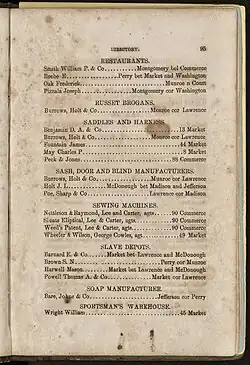 DIRECTORY. 95
RESTAURANTS.
Smith William P. & Co Montgomery bel Commerce
Beebe E. Perry bet Market and Washington
Oak Frederick Monroe n Court
Pizzala Joseph Montgomery cor Washington
RUSSET BROGANS.
Burrows, Holt & Co Monroe cor Lawrence
SADDLES AND HARNESS.
Benjamin D. A. & Co 13 Market
Burrows, Holt & Co Monroe cor Lawrence
Fountain James 44 Market
May Charles P 8 Market
Peck & Jones 88 Commerce
SASH, DOOR AND BLIND MANUFACTURERS.
Burrows, Holt & Co Monroe cor Lawrence
Holt J. L. McDonough bet Madison and Jefferson
Poe, Sharp & Co Lawrence cor Madison
SEWING MACHINES.
Nettleton & Raymond, Lee and Carter, agts 90 Commerce
Sloate Eliptical, Lee & Carter, agts 90 Commerce
Weed's Patent, Lee & Carter, agts 90 Commerce
Wheeler & Wilson, George Cowles, agt 49 Market
SLAVE DEPOTS.
Barnard E. & Co Market bet Lawrence and McDonough
Brown S. N. Perry cor Monroe
Harwell Mason Market bet Lawrence and McDonough
Powell Thomas A. & Co Market cor Lawrence
SOAP MANUFACTURER.
Bare, Johns & Co Jefferson cor Perry
SPORTSMAN'S WAREHOUSE.
Wright William 45 Market